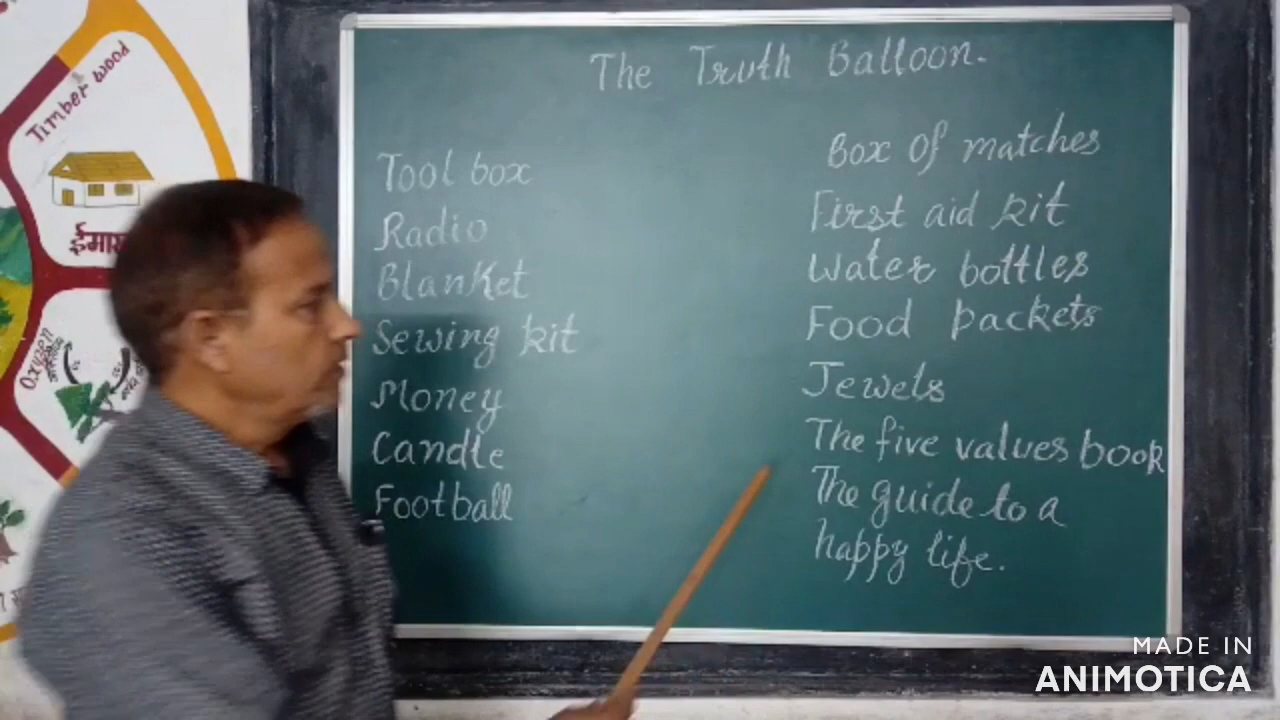 The Truth Balloon.
Tool box
Radio
Blanket
Sewing kit
Money
Candle
Football
Box of matches
First aid kit
Water bottles
Food packets
Jewels
The five values book
The guide to a
happy life.
Timber wood
Oxygen
MADE IN
ANIMOTICA